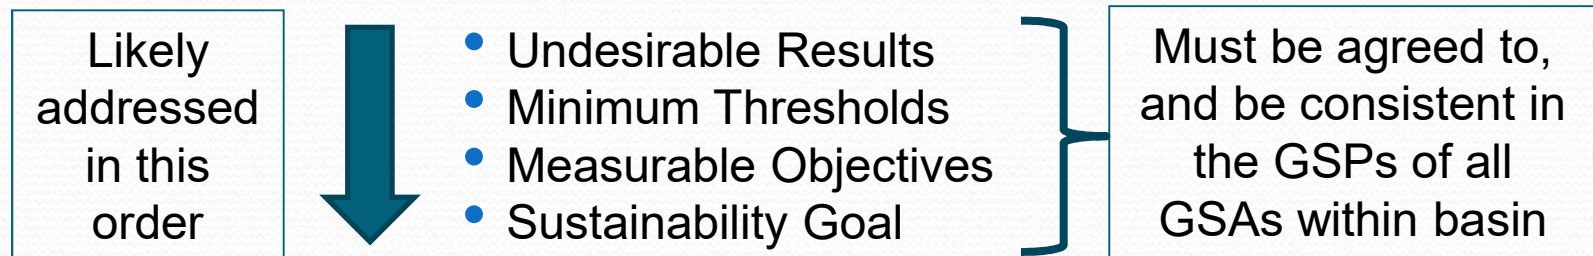 Likely
addressed
in this
order
• Undesirable Results
• Minimum Thresholds
• Measurable Objectives
• Sustainability Goal
Must be agreed to,
and be consistent in
the GSPs of all
GSAs within basin